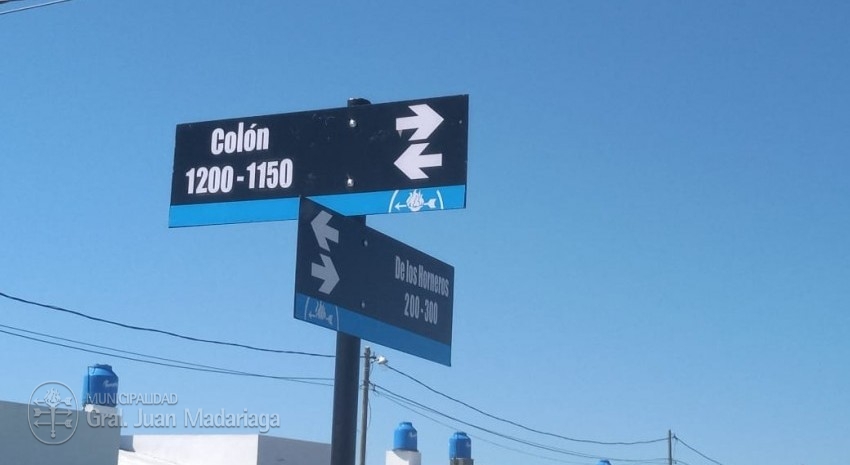 Colón
1200-1150
De los Horneros
200-300
MUNICIPALIDAD
Gral. Juan Madariaga